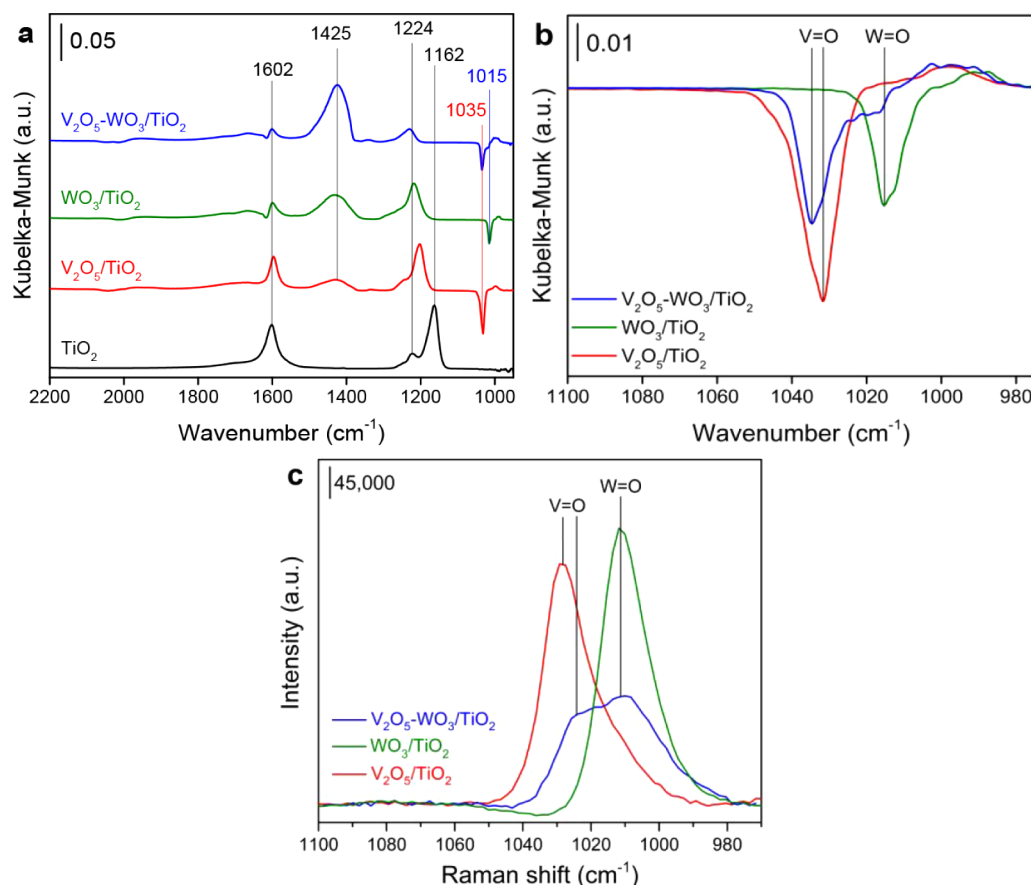 a
0.05
1425
1224
1162
1602
1015
1035
V₂O₅-WO₃/TiO₂
WO₃/TiO₂
V₂O₅/TiO₂
TiO₂
Kubelka-Munk (a.u.)
2200 2000 1800 1600 1400 1200 1000
Wavenumber (cm⁻¹)
b
0.01
V=O W=O
Kubelka-Munk (a.u.)
V₂O₅-WO₃/TiO₂
WO₃/TiO₂
V₂O₅/TiO₂
1100 1080 1060 1040 1020 1000 980
Wavenumber (cm⁻¹)
c
45,000
V=O W=O
Intensity (a.u.)
V₂O₅-WO₃/TiO₂
WO₃/TiO₂
V₂O₅/TiO₂
1100 1080 1060 1040 1020 1000 980
Raman shift (cm⁻¹)